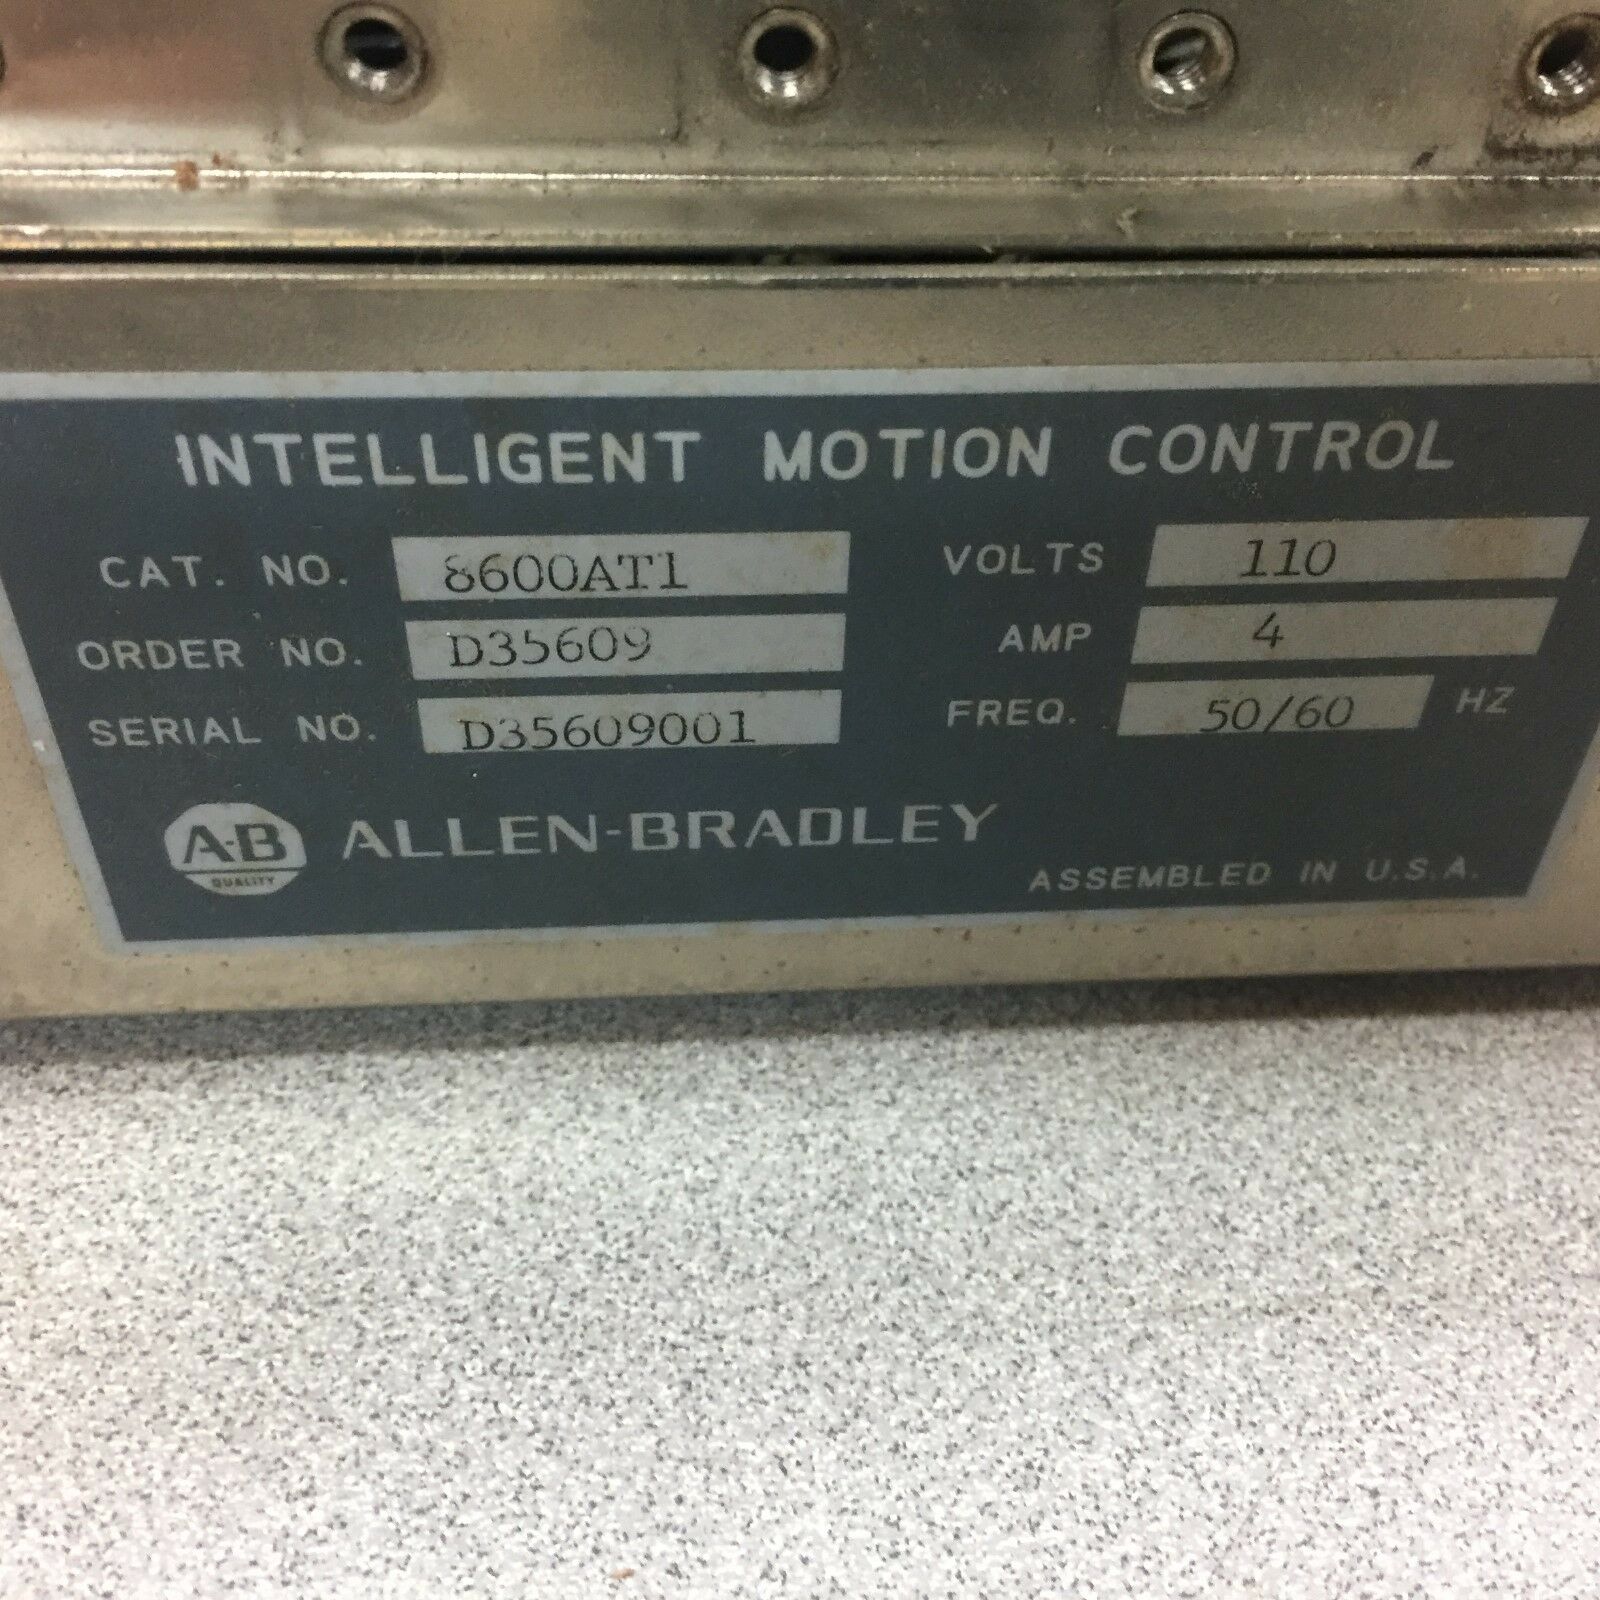 INTELLIGENT MOTION CONTROL
CAT. NO. 8600AT1
ORDER NO. D35609
SERIAL NO. D35609001
VOLTS 110
AMP 4
FREQ. 50/60 HZ
A-B
QUALITY
ALLEN-BRADLEY
ASSEMBLED IN U.S.A.